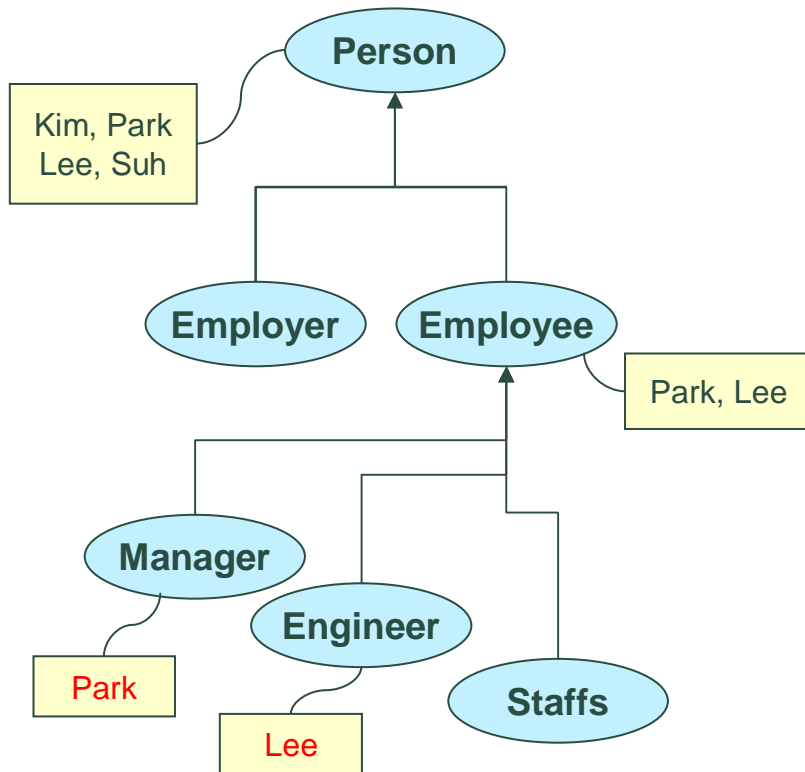 Person
Kim, Park
Lee, Suh
Employer
Employee
Park, Lee
Manager
Engineer
Park
Staffs
Lee